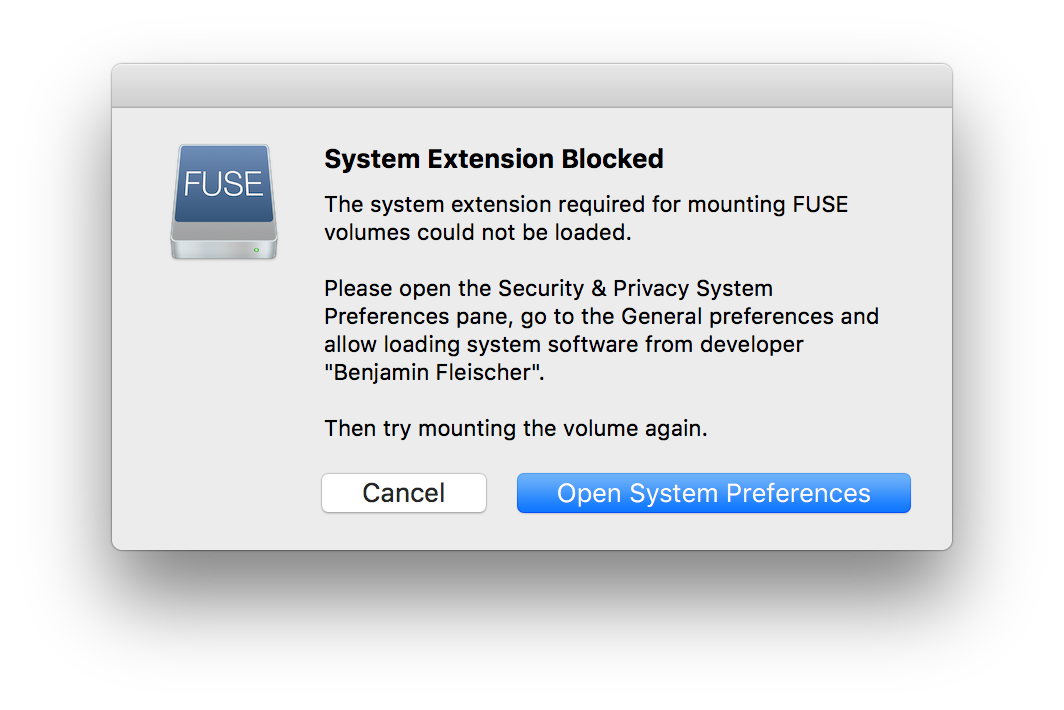 FUSE
System Extension Blocked
The system extension required for mounting FUSE
volumes could not be loaded.
Please open the Security & Privacy System
Preferences pane, go to the General preferences and
allow loading system software from developer
"Benjamin Fleischer".
Then try mounting the volume again.
Cancel
Open System Preferences